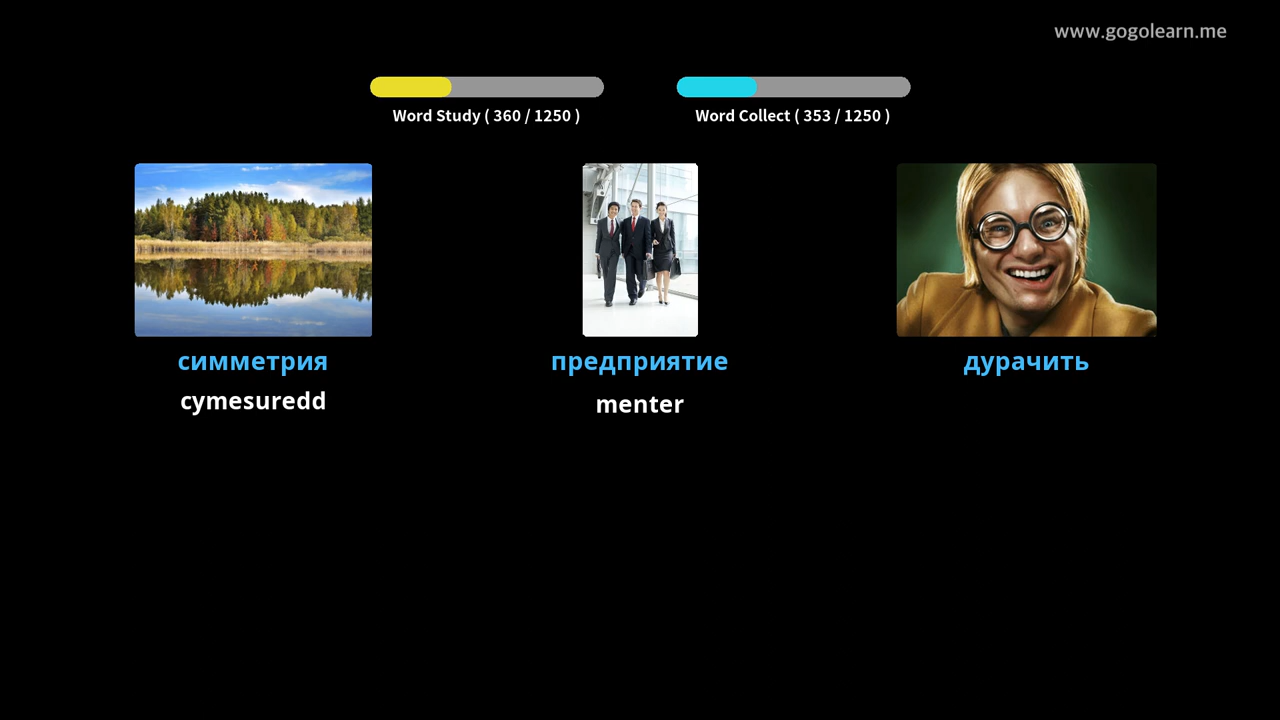 www.gogolearn.me
Word Study ( 360 / 1250 )
Word Collect ( 353 / 1250 )
симметрия
предприятие
дурачить
cymesuredd
menter